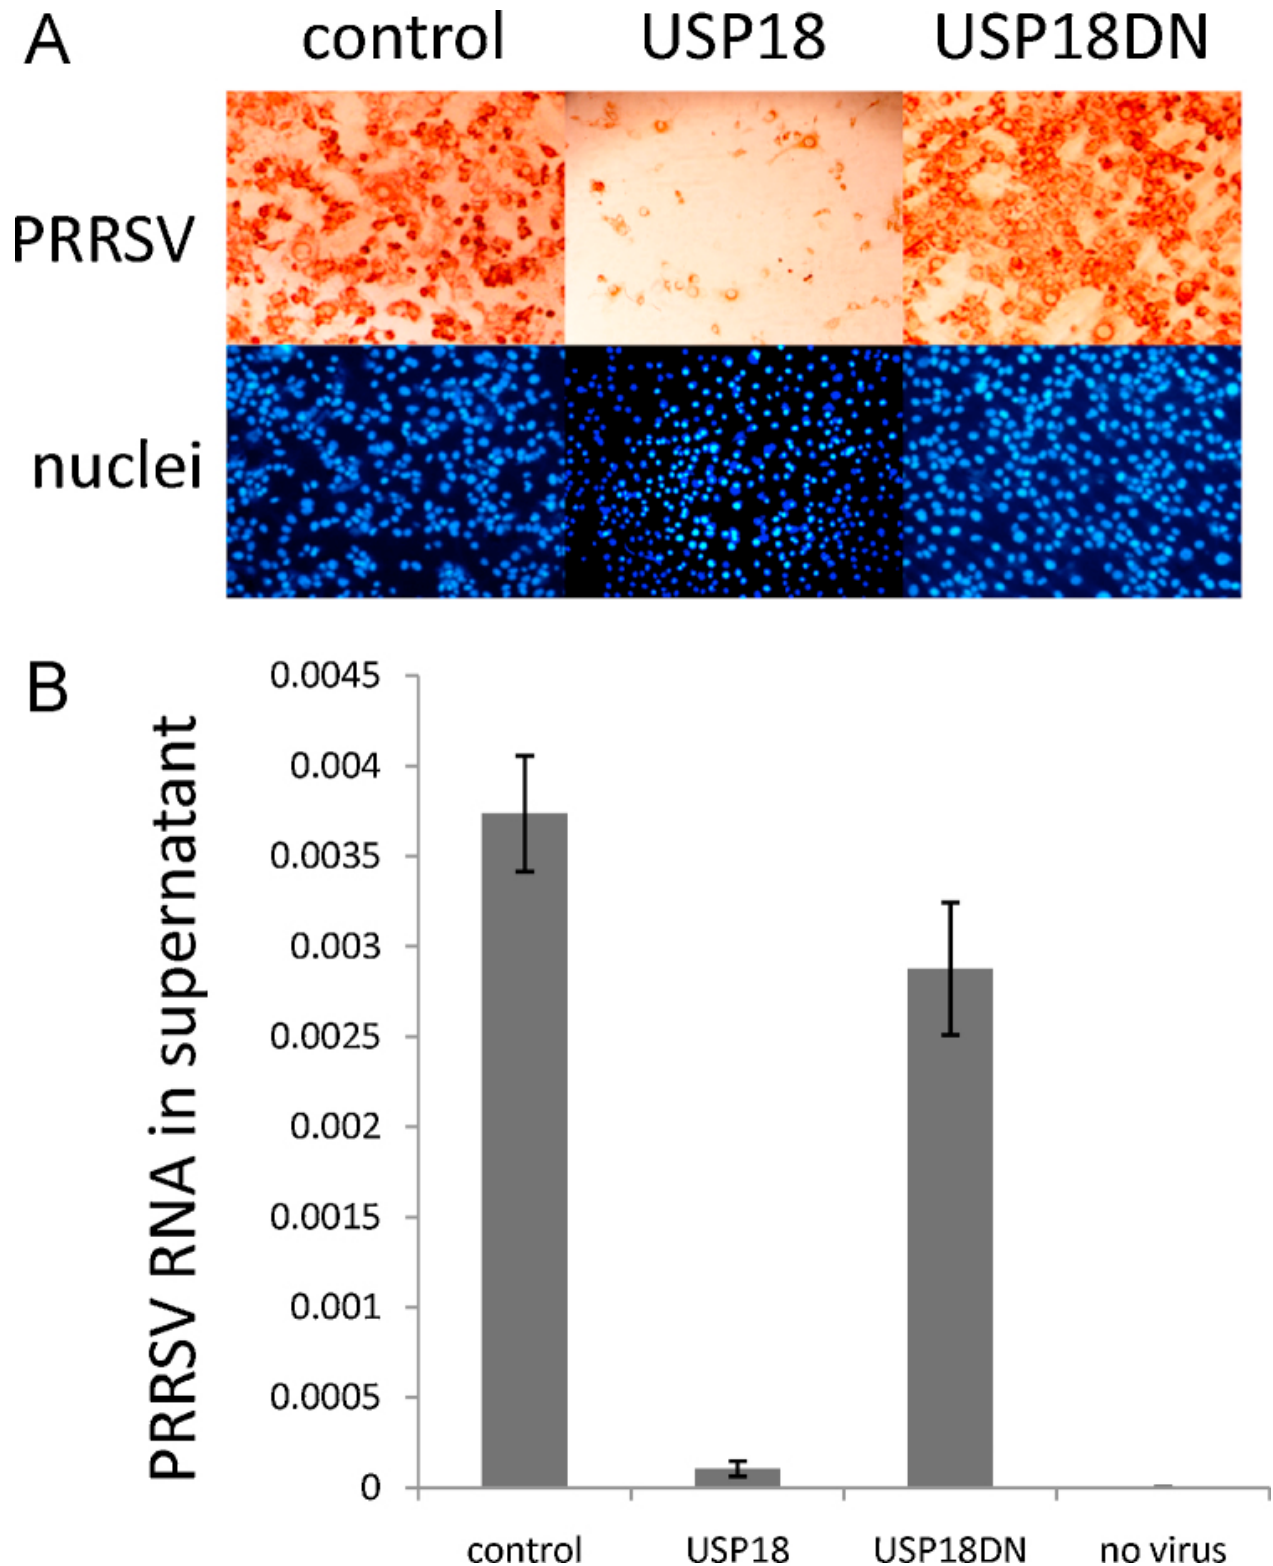 A
control USP18 USP18DN
PRRSV
nuclei
B
PRRSV RNA in supernatant
0.0045
0.004
0.0035
0.003
0.0025
0.002
0.0015
0.001
0.0005
0
control USP18 USP18DN no virus